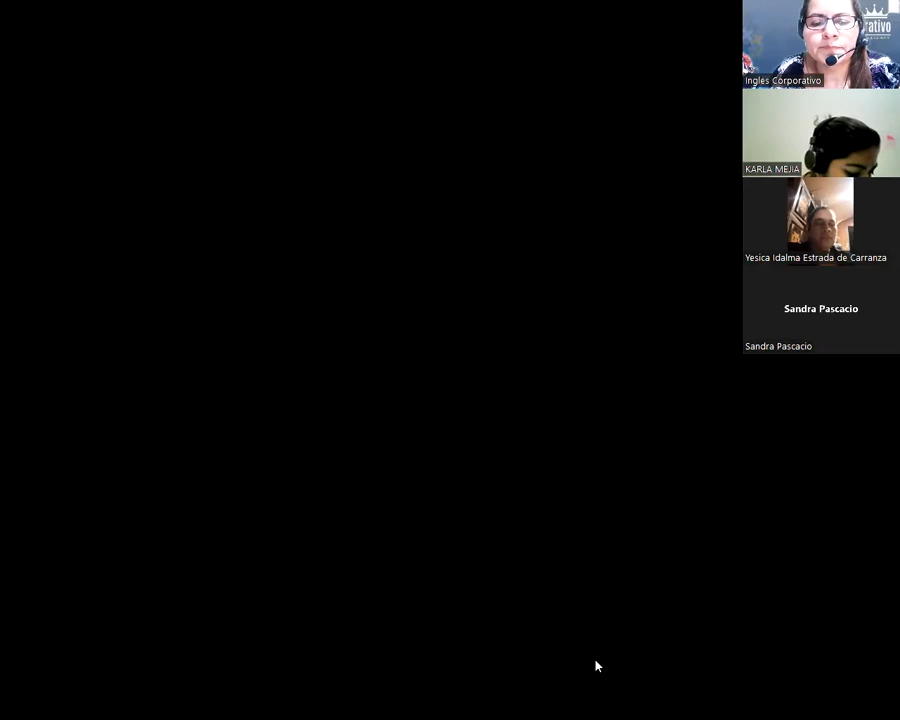 rativo
Ingles Corporativo
KARLA MEJIA
Yesica Idalma Estrada de Carranza
Sandra Pascacio
Sandra Pascacio